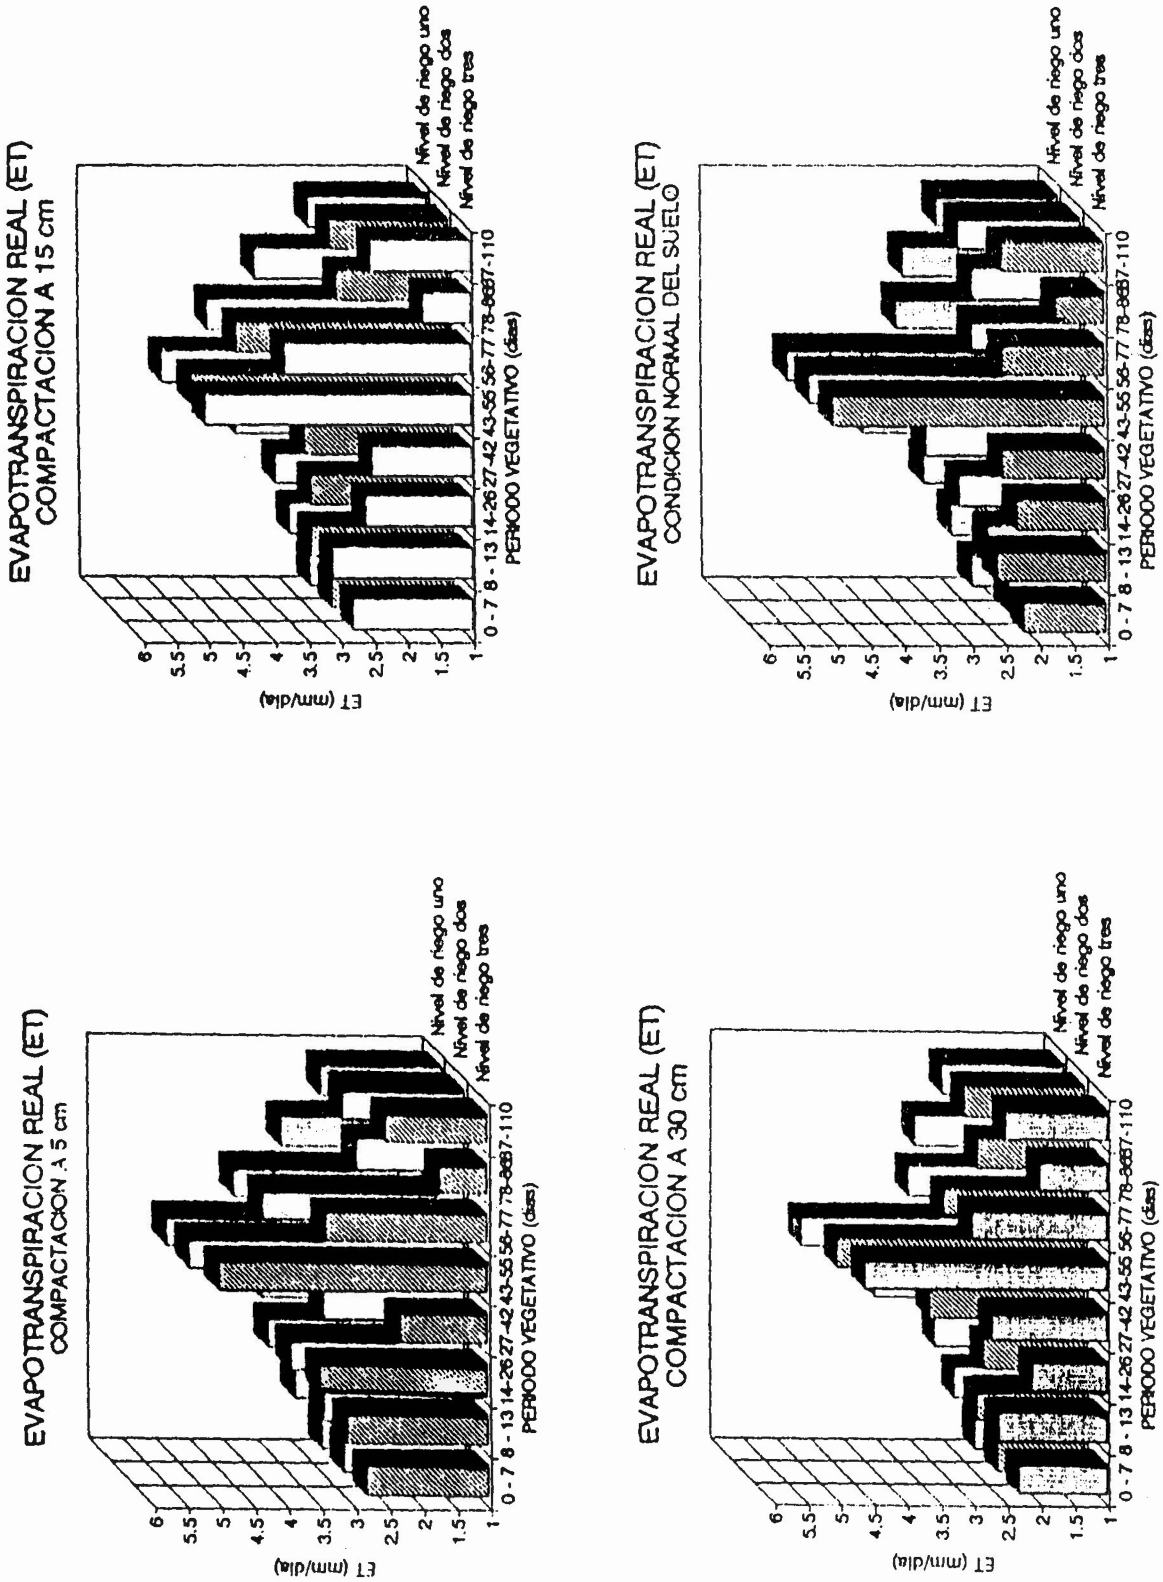 EVAPOTRANSPIRACION REAL (ET)
COMPACTACION A 5 cm
ET (mm/dia)
6
5.5
5
4.5
4
3.5
3
2.5
2
1.5
1
0 - 7 8 - 13 14-26 27-42 43-55 56-77 78-86 87-110
PERIODO VEGETATIVO (dias)
Nivel de riego uno
Nivel de riego dos
Nivel de riego tres
EVAPOTRANSPIRACION REAL (ET)
COMPACTACION A 15 cm
ET (mm/dia)
6
5.5
5
4.5
4
3.5
3
2.5
2
1.5
1
0 - 7 8 - 13 14-26 27-42 43-55 56-77 78-86 87-110
PERIODO VEGETATIVO (dias)
Nivel de riego uno
Nivel de riego dos
Nivel de riego tres
EVAPOTRANSPIRACION REAL (ET)
COMPACTACION A 30 cm
ET (mm/dia)
6
5.5
5
4.5
4
3.5
3
2.5
2
1.5
1
0 - 7 8 - 13 14-26 27-42 43-55 56-77 78-86 87-110
PERIODO VEGETATIVO (dias)
Nivel de riego uno
Nivel de riego dos
Nivel de riego tres
EVAPOTRANSPIRACION REAL (ET)
CONDICION NORMAL DEL SUELO
ET (mm/dia)
6
5.5
5
4.5
4
3.5
3
2.5
2
1.5
1
0 - 7 8 - 13 14-26 27-42 43-55 56-77 78-86 87-110
PERIODO VEGETATIVO (dias)
Nivel de riego uno
Nivel de riego dos
Nivel de riego tres